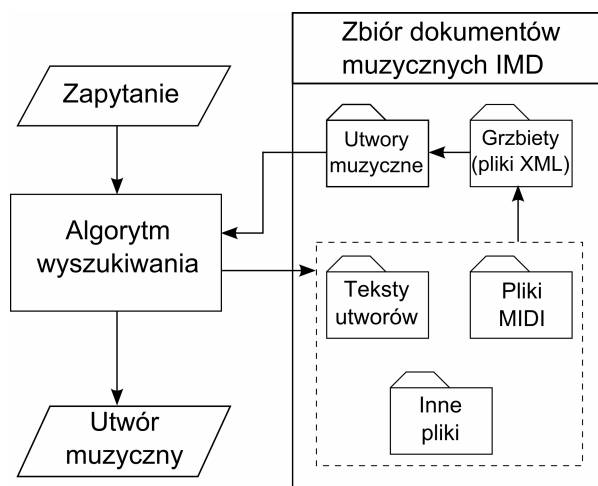 Zbiór dokumentów
muzycznych IMD
Zapytanie
Utwory
muzyczne
Grzbiety
(pliki XML)
Algorytm
wyszukiwania
Teksty
utworów
Pliki
MIDI
Inne
pliki
Utwór
muzyczny